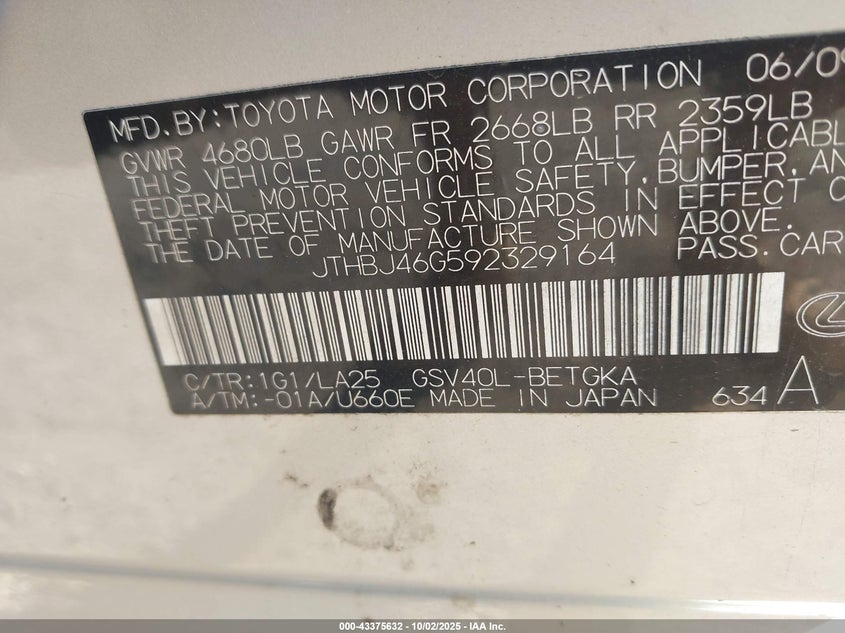 MFD.BY:TOYOTA MOTOR CORPORATION 06/09
GVWR 4680LB GAWR FR 2668LB RR 2359LB
THIS VEHICLE CONFORMS TO ALL APPLICABL
FEDERAL MOTOR VEHICLE SAFETY,BUMPER,AN
THEFT PREVENTION STANDARDS IN EFFECT O
THE DATE OF MANUFACTURE SHOWN ABOVE.
JTHBJ46G592329164 PASS.CAR
C/TR:1G1/LA25 GSV40L-BETGKA
A/TM:-01A/U660E MADE IN JAPAN 634 A
000-43375632 - 10/02/2025 - IAA Inc.